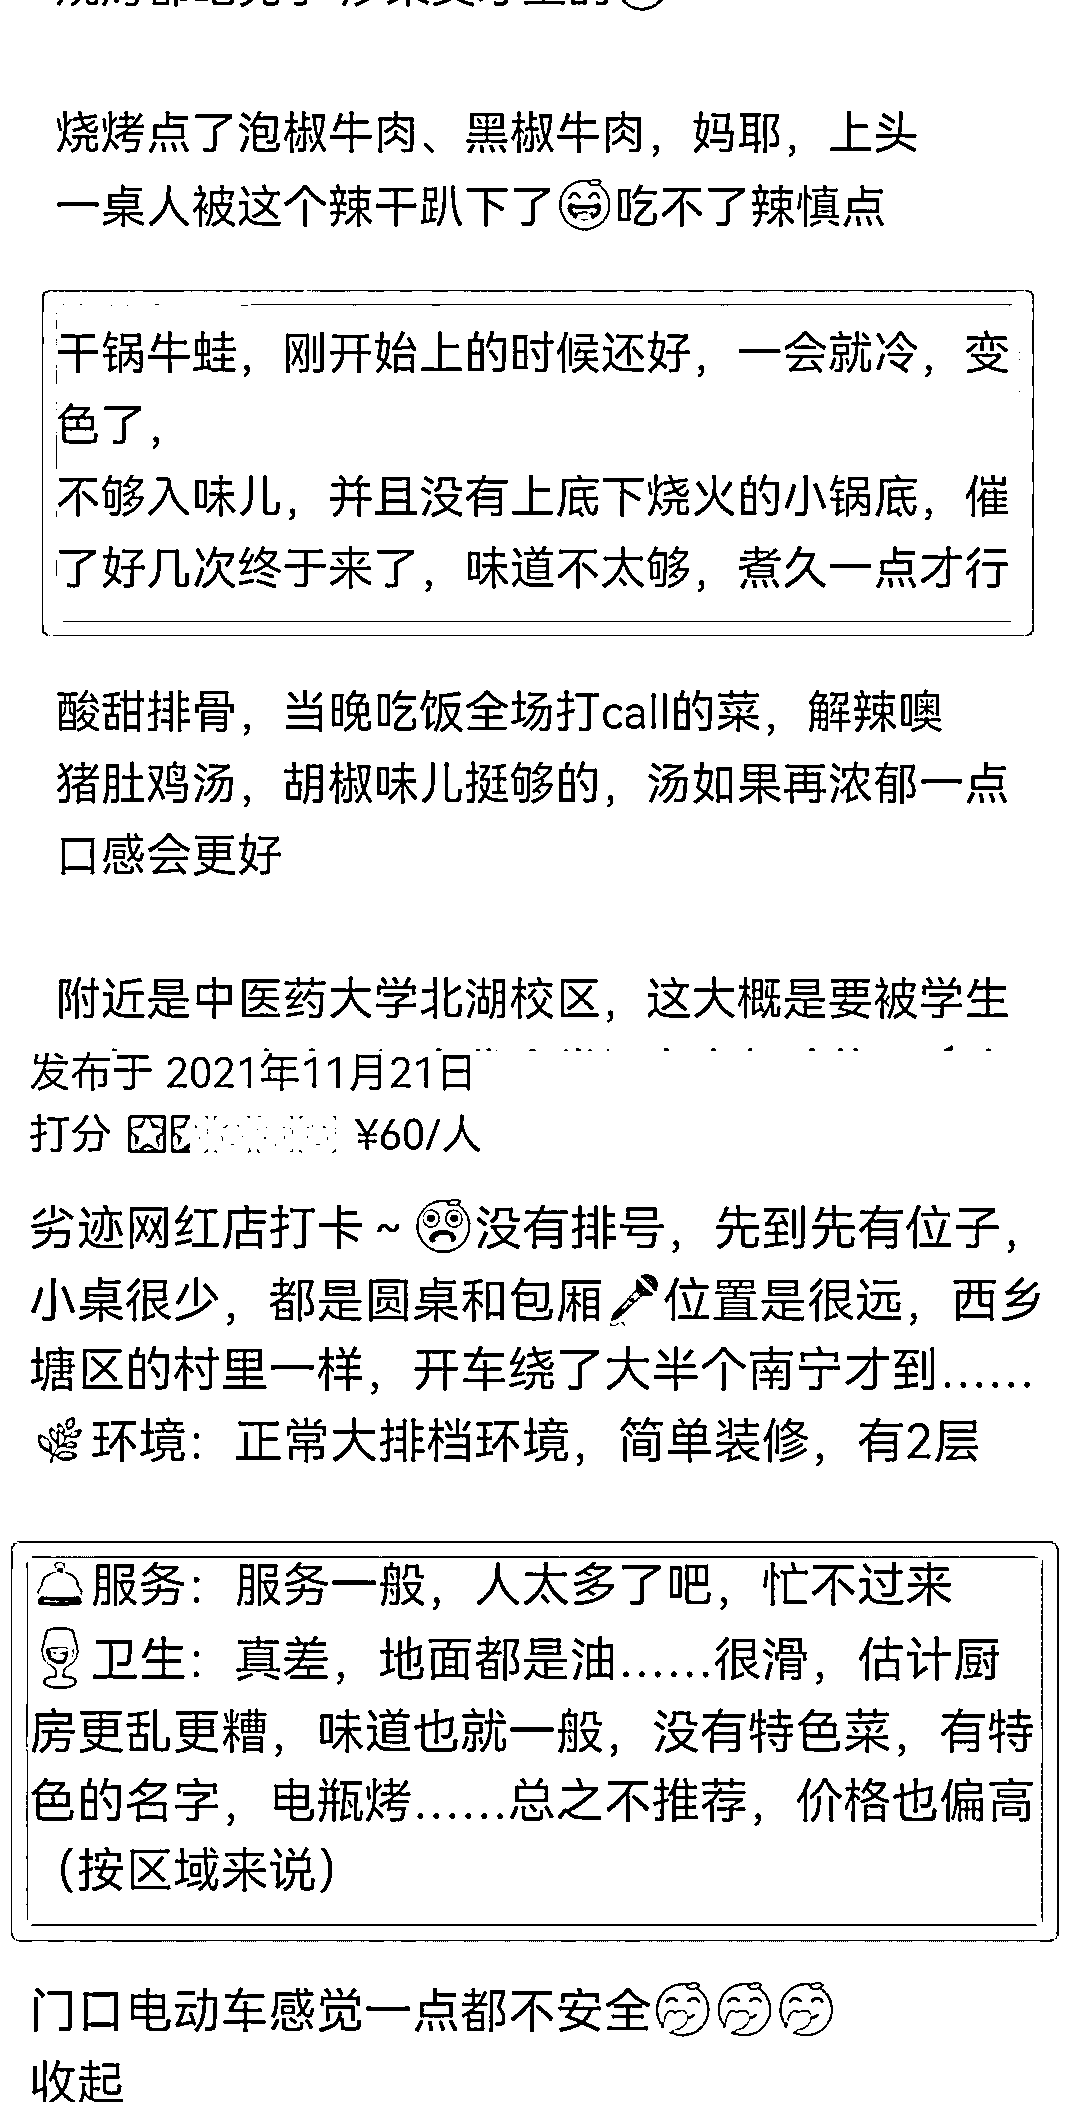 烧烤点了泡椒牛肉、黑椒牛肉，妈耶，上头
一桌人被这个辣干趴下了😂吃不了辣慎点
干锅牛蛙，刚开始上的时候还好，一会就冷，变
色了，
不够入味儿，并且没有上底下烧火的小锅底，催
了好几次终于来了，味道不太够，煮久一点才行
酸甜排骨，当晚吃饭全场打call的菜，解辣噢
猪肚鸡汤，胡椒味儿挺够的，汤如果再浓郁一点
口感会更好
附近是中医药大学北湖校区，这大概是要被学生
发布于 2021年11月21日
打分 ¥60/人
劣迹网红店打卡~没有排号，先到先有位子，
小桌很少，都是圆桌和包厢🎤位置是很远，西乡
塘区的村里一样，开车绕了大半个南宁才到……
🌿环境：正常大排档环境，简单装修，有2层
🛎服务：服务一般，人太多了吧，忙不过来
🍷卫生：真差，地面都是油……很滑，估计厨
房更乱更糟，味道也就一般，没有特色菜，有特
色的名字，电瓶烤……总之不推荐，价格也偏高
（按区域来说）
门口电动车感觉一点都不安全🤭🤭🤭
收起